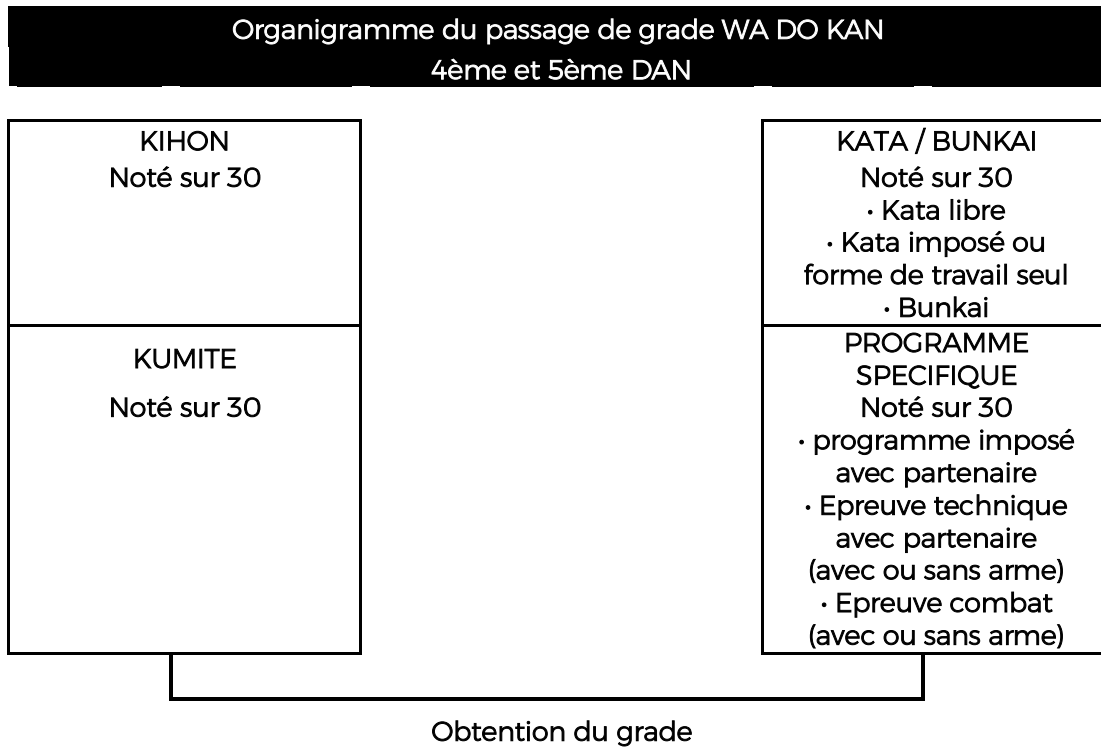 Organigramme du passage de grade WA DO KAN
4ème et 5ème DAN
KIHON
Noté sur 30
KUMITE
Noté sur 30
KATA / BUNKAI
Noté sur 30
• Kata libre
• Kata imposé ou
forme de travail seul
• Bunkai
PROGRAMME
SPECIFIQUE
Noté sur 30
• programme imposé
avec partenaire
• Epreuve technique
avec partenaire
(avec ou sans arme)
• Epreuve combat
(avec ou sans arme)
Obtention du grade